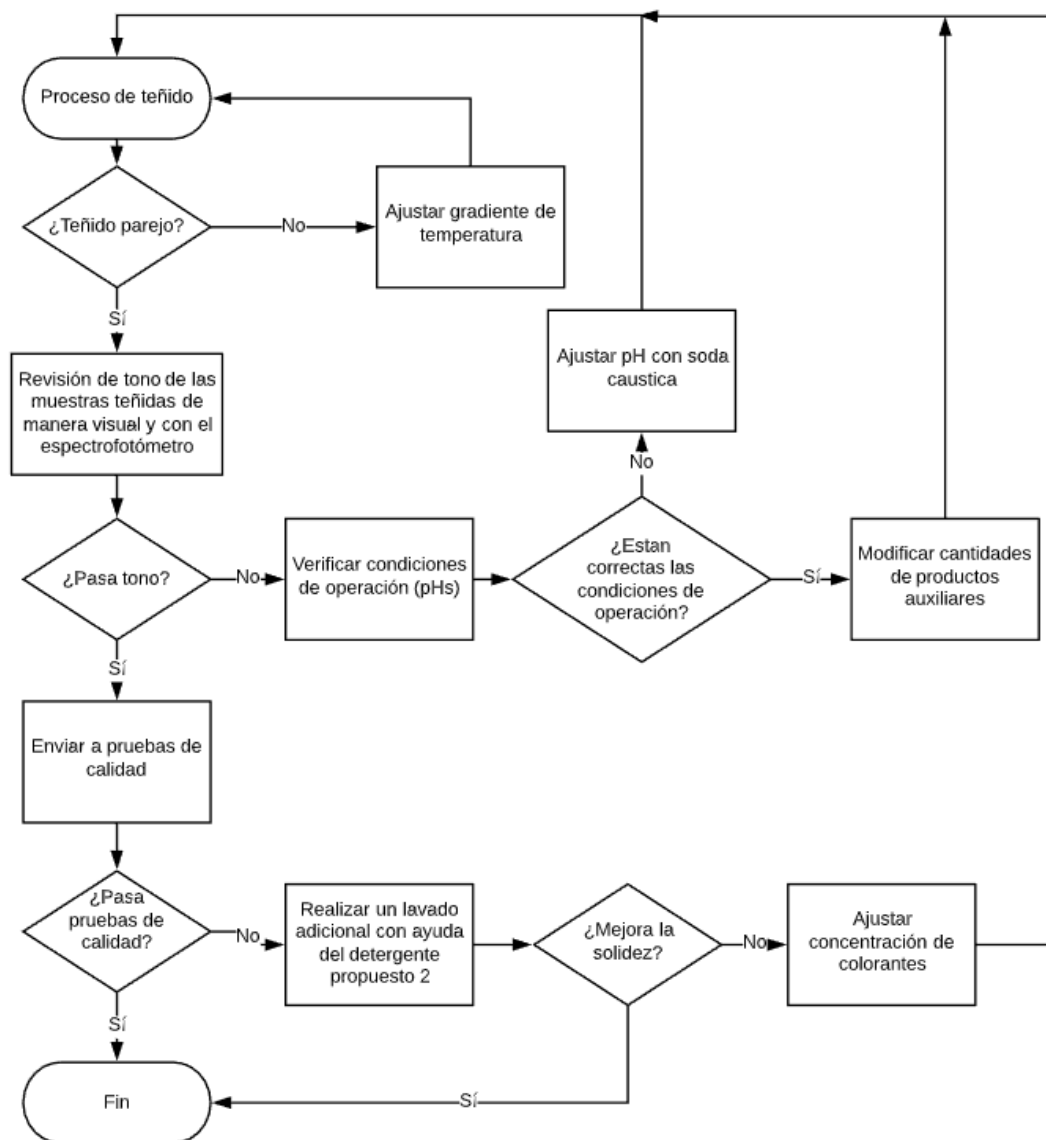 Proceso de teñido
¿Teñido parejo?
No
Ajustar gradiente de
temperatura
Sí
Revisión de tono de las
muestras teñidas de
manera visual y con el
espectrofotómetro
Ajustar pH con soda
caustica
No
¿Pasa tono?
No
Verificar condiciones
de operación (pHs)
¿Estan
correctas las
condiciones de
operación?
Sí
Modificar cantidades
de productos
auxiliares
Sí
Enviar a pruebas de
calidad
¿Pasa
pruebas de
calidad?
No
Realizar un lavado
adicional con ayuda
del detergente
propuesto 2
¿Mejora la
solidez?
No
Ajustar
concentración de
colorantes
Sí
Sí
Fin